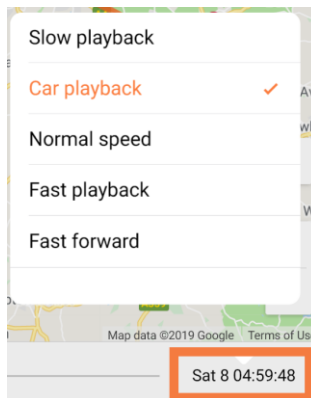 Slow playback
Car playback
Normal speed
Fast playback
Fast forward
Map data ©2019 Google Terms of Us
Sat 8 04:59:48